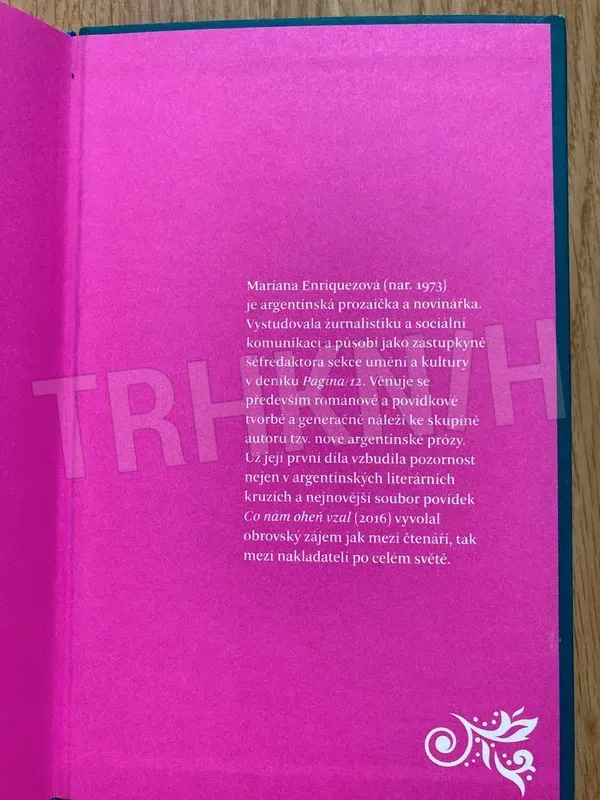 Mariana Enriquezová (nar. 1973)
je argentinská prozaička a novinářka.
Vystudovala žurnalistiku a sociální
komunikaci a působí jako zástupkyně
šéfredaktora sekce umění a kultury
v deníku Página/12. Věnuje se
především románové a povídkové
tvorbě a generačně náleží ke skupině
autorů tzv. nové argentinské prózy.
Už její první díla vzbudila pozornost
nejen v argentinských literárních
kruzích a nejnovější soubor povídek
Co nám oheň vzal (2016) vyvolal
obrovský zájem jak mezi čtenáři, tak
mezi nakladateli po celém světě.
TRHKNIH